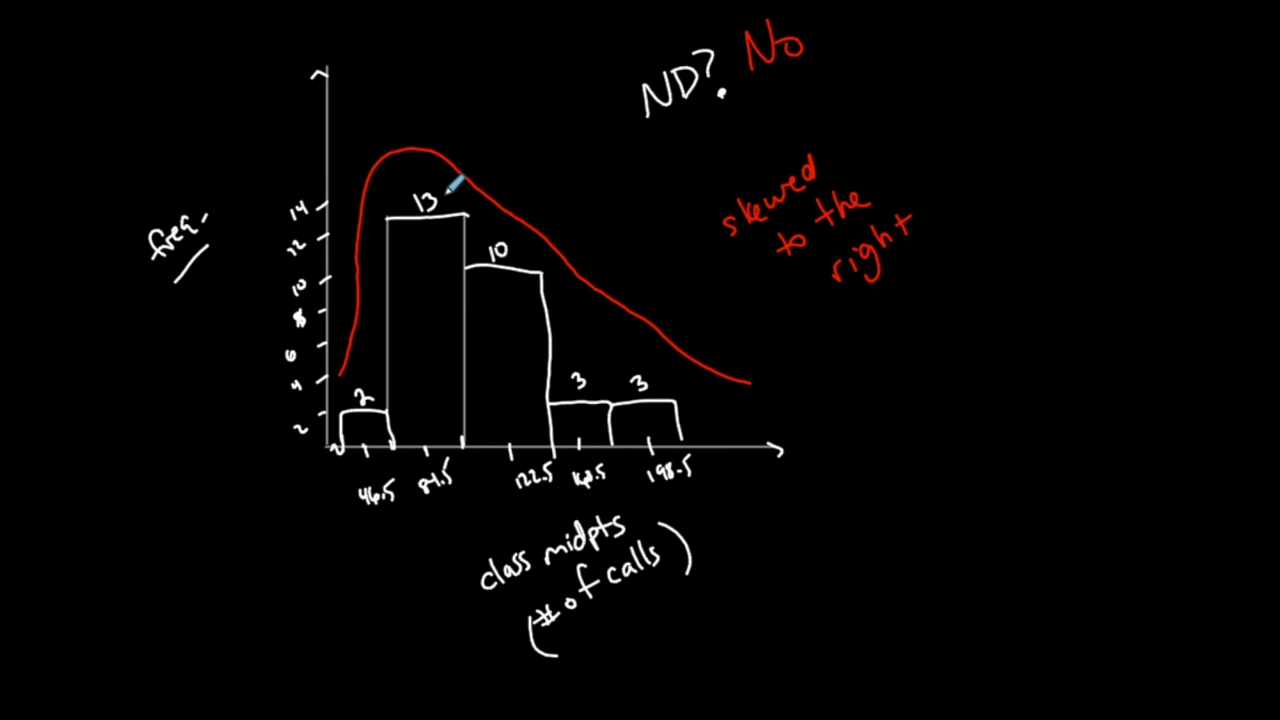 ND? No
skewed
to the
right
freq.
14
12
10
8
6
4
2
2
13
10
3
3
46.5
84.5
122.5
160.5
198.5
class midpts
(# of calls)